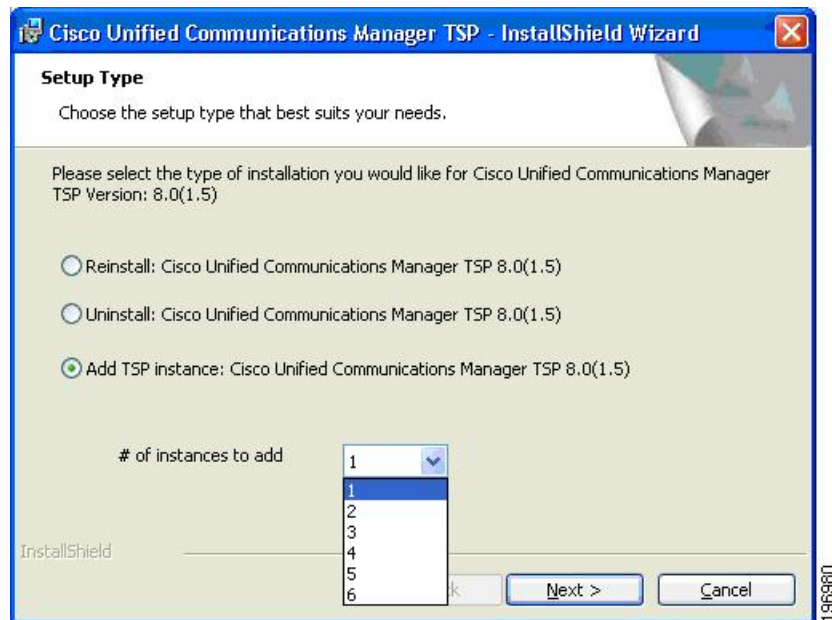 Cisco Unified Communications Manager TSP - InstallShield Wizard
Setup Type
Choose the setup type that best suits your needs.
Please select the type of installation you would like for Cisco Unified Communications Manager
TSP Version: 8.0(1.5)
Reinstall: Cisco Unified Communications Manager TSP 8.0(1.5)
Uninstall: Cisco Unified Communications Manager TSP 8.0(1.5)
Add TSP instance: Cisco Unified Communications Manager TSP 8.0(1.5)
# of instances to add
1
1
2
3
4
5
6
InstallShield
Next >
Cancel
196980